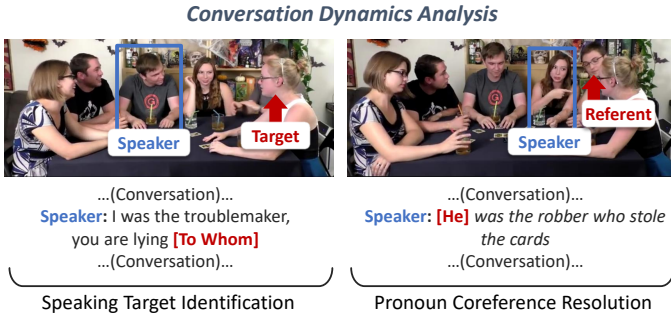 Conversation Dynamics Analysis
Speaker
Target
Speaker
Referent
...(Conversation)...
Speaker: I was the troublemaker,
you are lying [To Whom]
...(Conversation)...
Speaking Target Identification
...(Conversation)...
Speaker: [He] was the robber who stole
the cards
...(Conversation)...
Pronoun Coreference Resolution